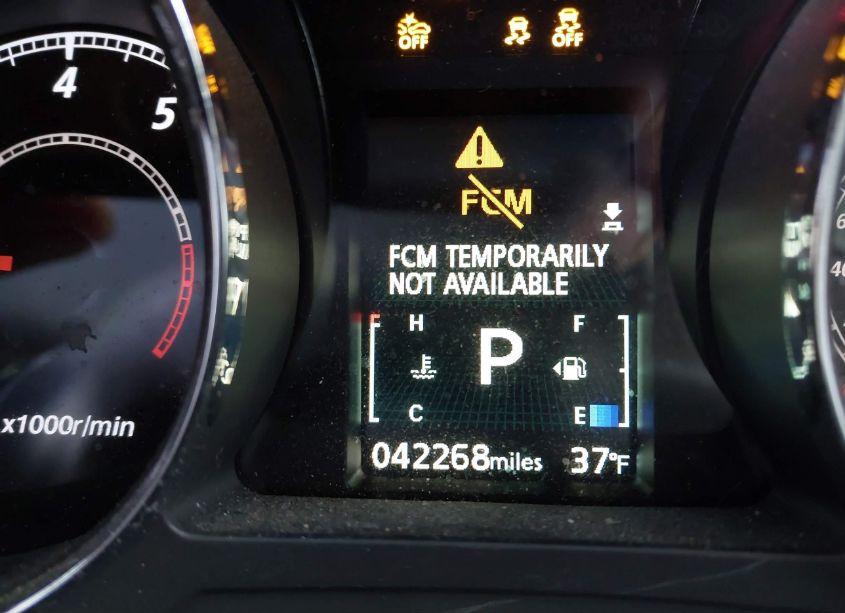 OFF
OFF
4
5
FCM
FCM TEMPORARILY
NOT AVAILABLE
H
F
P
C
E
x1000r/min
042268miles
37°F